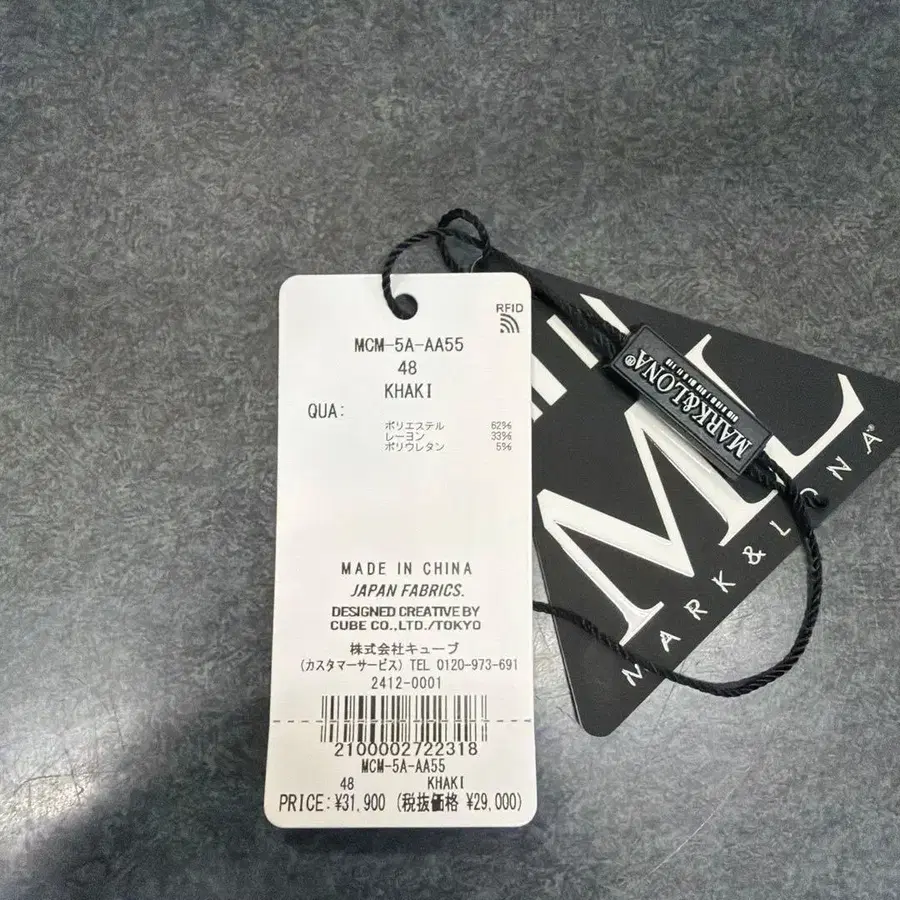 RFID
MCM-5A-AA55
48
KHAKI
QUA:
ポリエステル 62%
レーヨン 33%
ポリウレタン 5%
MADE IN CHINA
JAPAN FABRICS.
DESIGNED CREATIVE BY
CUBE CO.,LTD./TOKYO
株式会社キューブ
(カスタマーサービス) TEL 0120-973-691
2412-0001
2100002722318
MCM-5A-AA55
48 KHAKI
PRICE:¥31,900 (税抜価格 ¥29,000)
MARK&LONA®
ML
MARK & LONA®